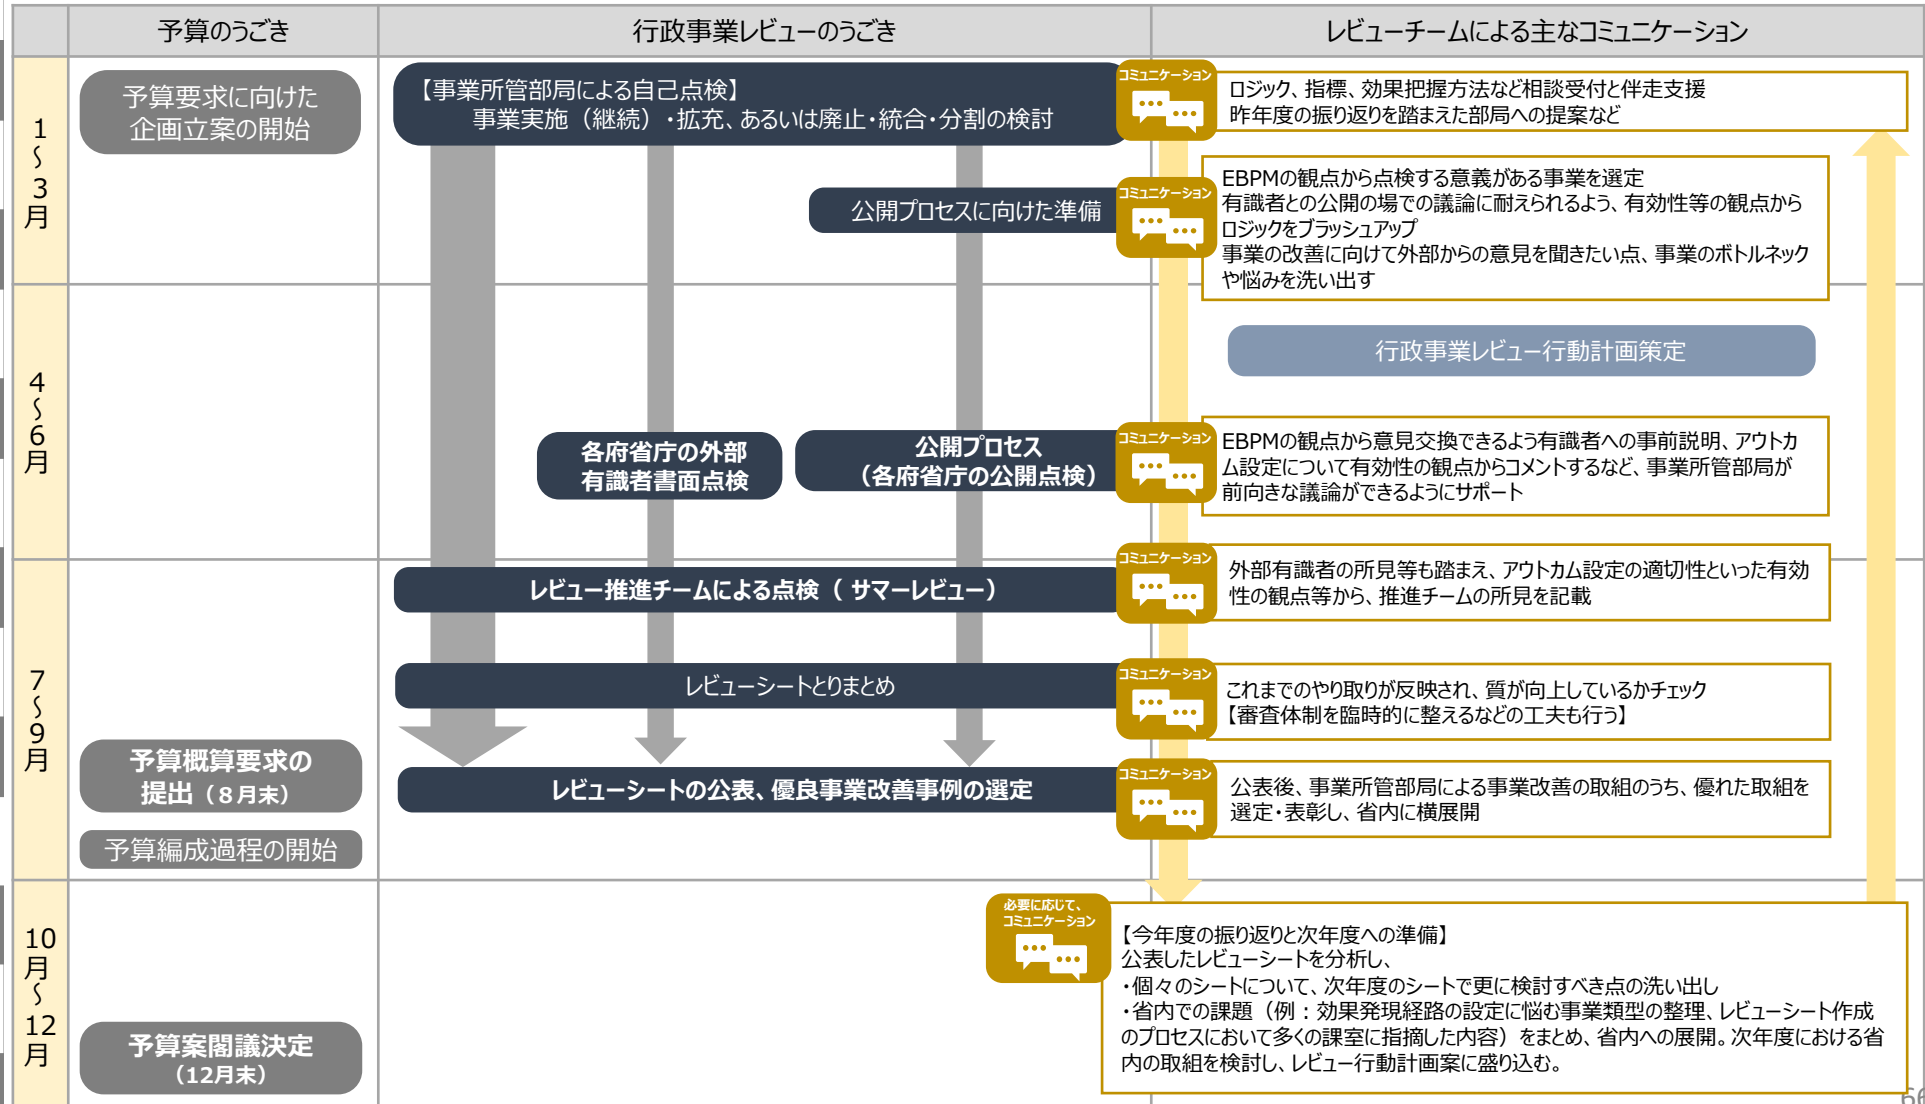 予算のうごき
行政事業レビューのうごき
レビューチームによる主なコミュニケーション
1～3月
予算要求に向けた
企画立案の開始
【事業所管部局による自己点検】
事業実施（継続）・拡充、あるいは廃止・統合・分割の検討
コミュニケーション
ロジック、指標、効果把握方法など相談受付と伴走支援
昨年度の振り返りを踏まえた部局への提案など
公開プロセスに向けた準備
コミュニケーション
EBPMの観点から点検する意義がある事業を選定
有識者との公開の場での議論に耐えられるよう、有効性等の観点から
ロジックをブラッシュアップ
事業の改善に向けて外部からの意見を聞きたい点、事業のボトルネック
や悩みを洗い出す
4～6月
行政事業レビュー行動計画策定
各府省庁の外部
有識者書面点検
公開プロセス
（各府省庁の公開点検）
コミュニケーション
EBPMの観点から意見交換できるよう有識者への事前説明、アウトカ
ム設定について有効性の観点からコメントするなど、事業所管部局が
前向きな議論ができるようにサポート
7～9月
レビュー推進チームによる点検（ サマーレビュー）
コミュニケーション
外部有識者の所見等も踏まえ、アウトカム設定の適切性といった有効
性の観点等から、推進チームの所見を記載
レビューシートとりまとめ
コミュニケーション
これまでのやり取りが反映され、質が向上しているかチェック
【審査体制を臨時的に整えるなどの工夫も行う】
予算概算要求の
提出（８月末）
レビューシートの公表、優良事業改善事例の選定
コミュニケーション
公表後、事業所管部局による事業改善の取組のうち、優れた取組を
選定・表彰し、省内に横展開
予算編成過程の開始
10月～12月
予算案閣議決定
（12月末）
必要に応じて、
コミュニケーション
【今年度の振り返りと次年度への準備】
公表したレビューシートを分析し、
・個々のシートについて、次年度のシートで更に検討すべき点の洗い出し
・省内での課題（例：効果発現経路の設定に悩む事業類型の整理、レビューシート作成
のプロセスにおいて多くの課室に指摘した内容）をまとめ、省内への展開。次年度における省
内の取組を検討し、レビュー行動計画案に盛り込む。